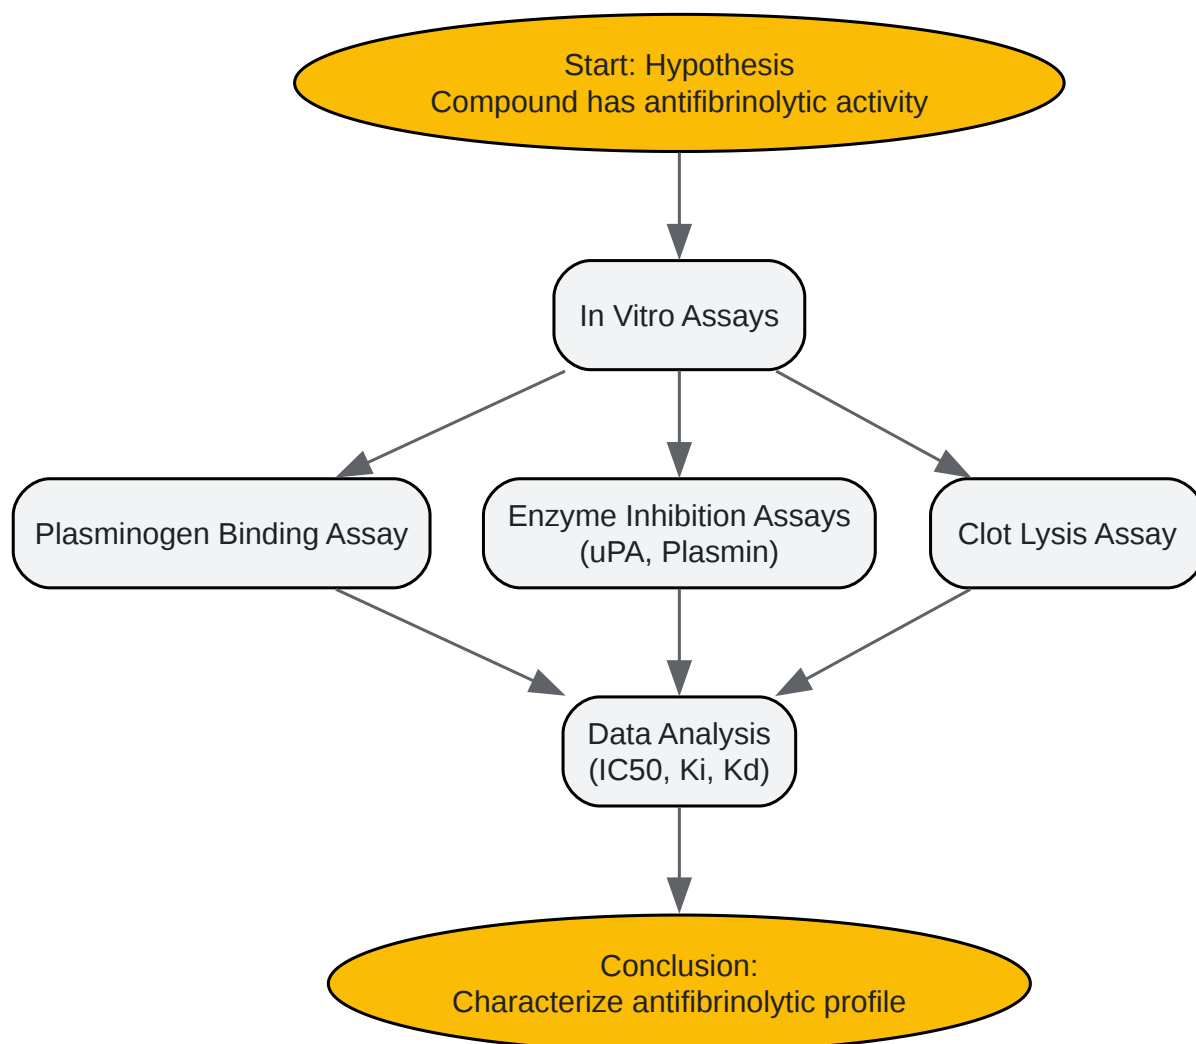 Start: Hypothesis
Compound has antifibrinolytic activity
In Vitro Assays
Plasminogen Binding Assay
Enzyme Inhibition Assays
(uPA, Plasmin)
Clot Lysis Assay
Data Analysis
(IC50, Ki, Kd)
Conclusion:
Characterize antifibrinolytic profile